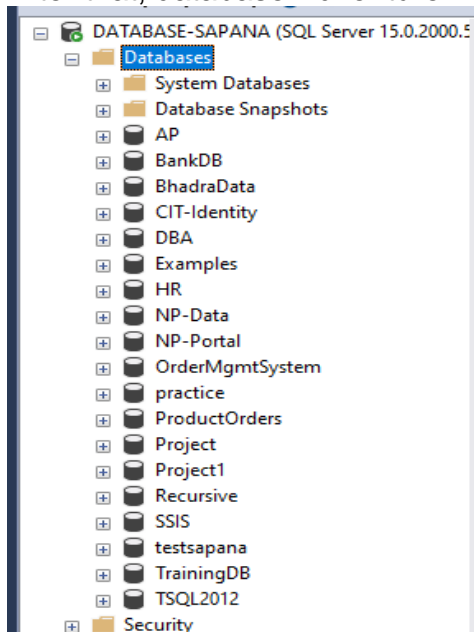 DATABASE-SAPANA (SQL Server 15.0.2000.5
Databases
System Databases
Database Snapshots
AP
BankDB
BhadraData
CIT-Identity
DBA
Examples
HR
NP-Data
NP-Portal
OrderMgmtSystem
practice
ProductOrders
Project
Project1
Recursive
SSIS
testsapana
TrainingDB
TSQL2012
Security